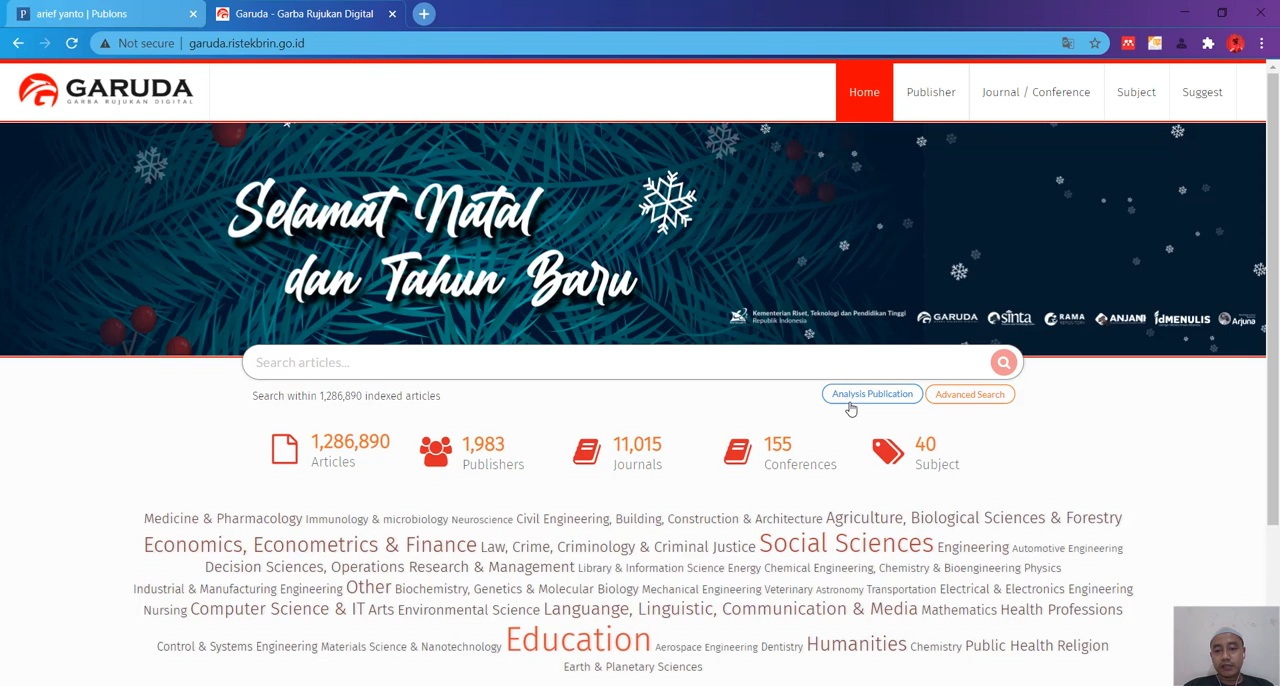 arief yanto | Publons
Garuda - Garba Rujukan Digital
Not secure | garuda.ristekbrin.go.id
GARUDA
GARBA RUJUKAN DIGITAL
Home
Publisher
Journal / Conference
Subject
Suggest
Selamat Natal
dan Tahun Baru
Kementerian Riset, Teknologi dan Pendidikan Tinggi
Republik Indonesia
GARUDA
sinta
RAMA
REPOSITORY
ANJANI
idMENULIS
Arjuna
Search articles...
Search within 1,286,890 indexed articles
Analysis Publication
Advanced Search
1,286,890
Articles
1,983
Publishers
11,015
Journals
155
Conferences
40
Subject
Medicine & Pharmacology Immunology & microbiology Neuroscience Civil Engineering, Building, Construction & Architecture Agriculture, Biological Sciences & Forestry
Economics, Econometrics & Finance Law, Crime, Criminology & Criminal Justice Social Sciences Engineering Automotive Engineering
Decision Sciences, Operations Research & Management Library & Information Science Energy Chemical Engineering, Chemistry & Bioengineering Physics
Industrial & Manufacturing Engineering Other Biochemistry, Genetics & Molecular Biology Mechanical Engineering Veterinary Astronomy Transportation Electrical & Electronics Engineering
Nursing Computer Science & IT Arts Environmental Science Languange, Linguistic, Communication & Media Mathematics Health Professions
Control & Systems Engineering Materials Science & Nanotechnology Education Aerospace Engineering Dentistry Humanities Chemistry Public Health Religion
Earth & Planetary Sciences